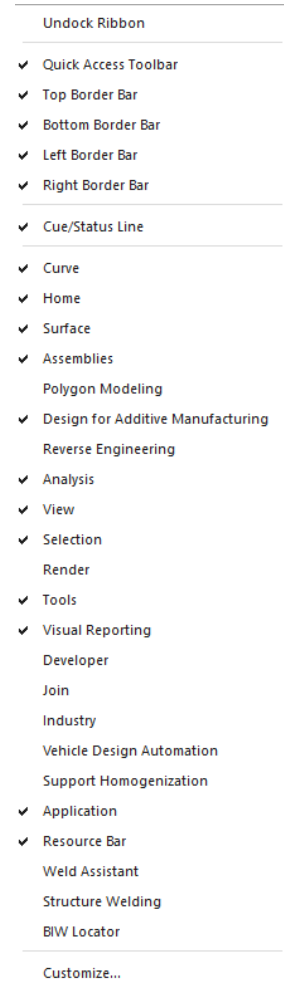 Undock Ribbon
Quick Access Toolbar
Top Border Bar
Bottom Border Bar
Left Border Bar
Right Border Bar
Cue/Status Line
Curve
Home
Surface
Assemblies
Polygon Modeling
Design for Additive Manufacturing
Reverse Engineering
Analysis
View
Selection
Render
Tools
Visual Reporting
Developer
Join
Industry
Vehicle Design Automation
Support Homogenization
Application
Resource Bar
Weld Assistant
Structure Welding
BIW Locator
Customize...